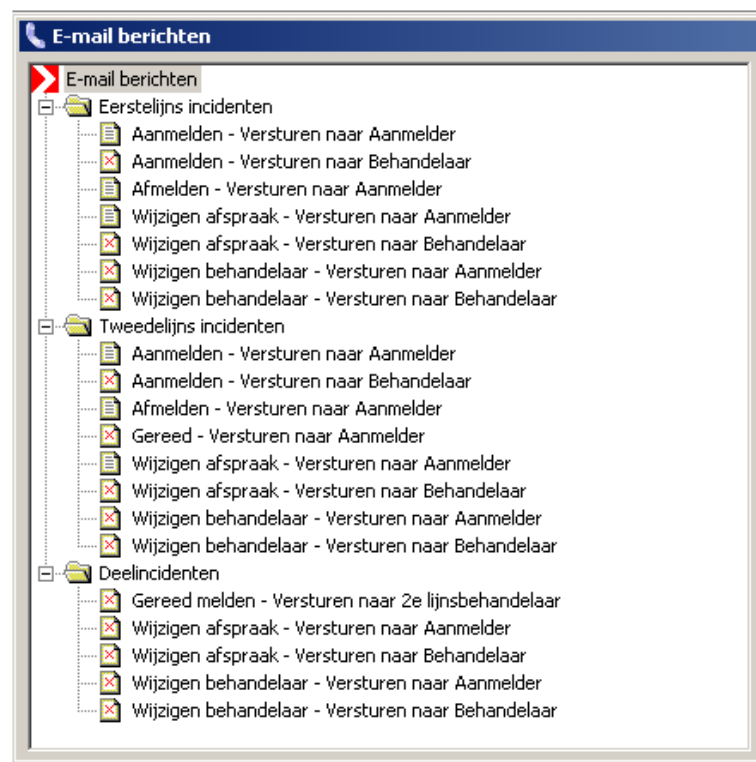 E-mail berichten
E-mail berichten
Eerstelijns incidenten
Aanmelden - Versturen naar Aanmelder
Aanmelden - Versturen naar Behandelaar
Afmelden - Versturen naar Aanmelder
Wijzigen afspraak - Versturen naar Aanmelder
Wijzigen afspraak - Versturen naar Behandelaar
Wijzigen behandelaar - Versturen naar Aanmelder
Wijzigen behandelaar - Versturen naar Behandelaar
Tweedelijns incidenten
Aanmelden - Versturen naar Aanmelder
Aanmelden - Versturen naar Behandelaar
Afmelden - Versturen naar Aanmelder
Gereed - Versturen naar Aanmelder
Wijzigen afspraak - Versturen naar Aanmelder
Wijzigen afspraak - Versturen naar Behandelaar
Wijzigen behandelaar - Versturen naar Aanmelder
Wijzigen behandelaar - Versturen naar Behandelaar
Deelincidenten
Gereed melden - Versturen naar 2e lijnsbehandelaar
Wijzigen afspraak - Versturen naar Aanmelder
Wijzigen afspraak - Versturen naar Behandelaar
Wijzigen behandelaar - Versturen naar Aanmelder
Wijzigen behandelaar - Versturen naar Behandelaar